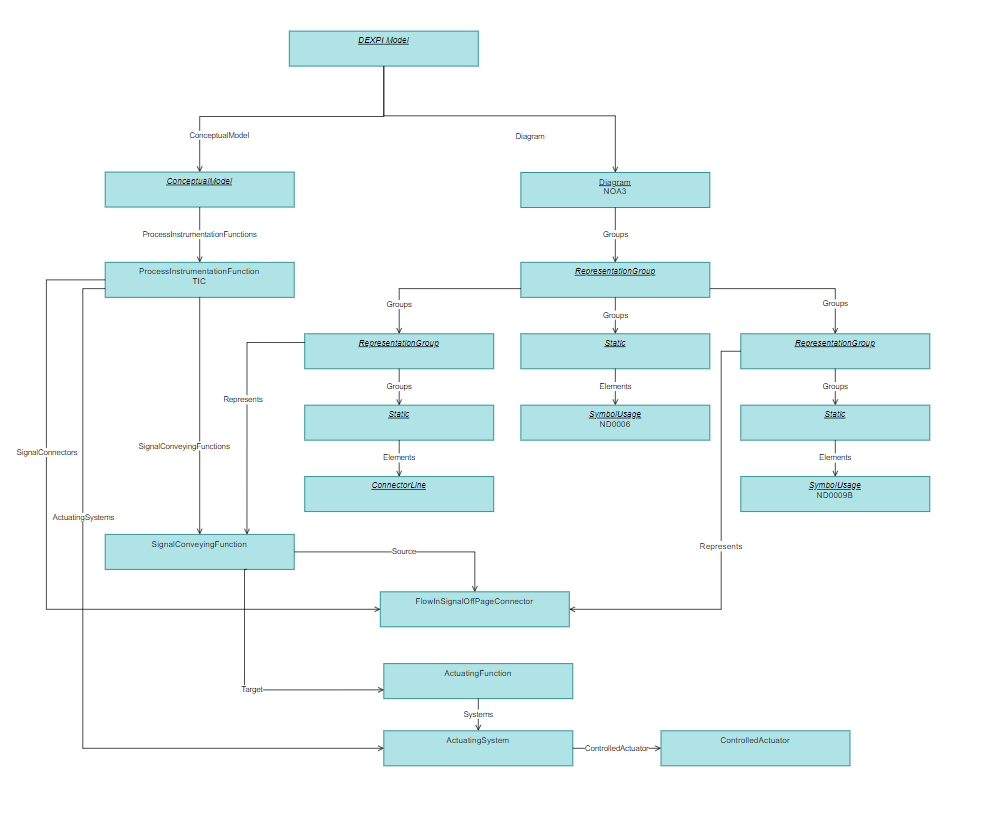 DEXPI Model
ConceptualModel
Diagram
ConceptualModel
Diagram
NOA3
ProcessInstrumentationFunctions
Groups
ProcessInstrumentationFunction
TIC
RepresentationGroup
Groups
Groups
Groups
RepresentationGroup
Static
RepresentationGroup
Groups
Elements
Groups
Represents
Static
SymbolUsage
ND0006
Static
SignalConveyingFunctions
SignalConnectors
Elements
Elements
ConnectorLine
SymbolUsage
ND0009B
ActuatingSystems
SignalConveyingFunction
Source
Represents
FlowInSignalOffPageConnector
ActuatingFunction
Target
Systems
ActuatingSystem
ControlledActuator
ControlledActuator